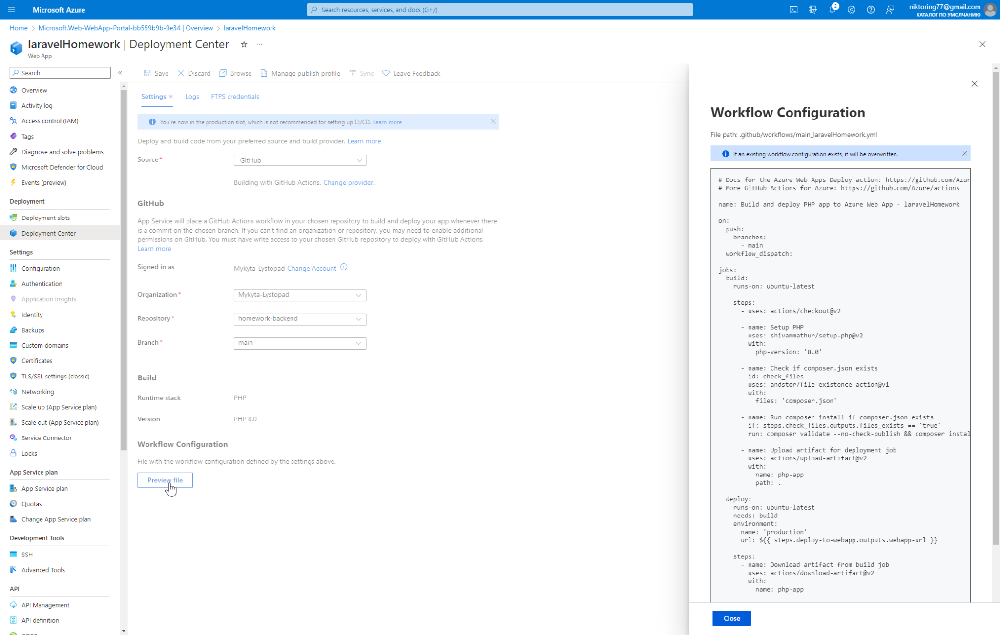 Microsoft Azure
Search resources, services, and docs (G+/)
2
niktoring77@gmail.com
КАТАЛОГ ПО УМОЛЧАНИЮ
Home > Microsoft.Web-WebApp-Portal-bb559b9b-9e34 | Overview > laravelHomework
laravelHomework | Deployment Center
Web App
Search
Overview
Activity log
Access control (IAM)
Tags
Diagnose and solve problems
Microsoft Defender for Cloud
Events (preview)
Deployment
Deployment slots
Deployment Center
Settings
Configuration
Authentication
Application Insights
Identity
Backups
Custom domains
Certificates
TLS/SSL settings (classic)
Networking
Scale up (App Service plan)
Scale out (App Service plan)
Service Connector
Locks
App Service plan
App Service plan
Quotas
Change App Service plan
Development Tools
SSH
Advanced Tools
API
API Management
API definition
Save Discard Browse Manage publish profile Sync Leave Feedback
Settings * Logs FTPS credentials
You're now in the production slot, which is not recommended for setting up CI/CD. Learn more
Deploy and build code from your preferred source and build provider. Learn more
Source* GitHub
Building with GitHub Actions. Change provider.
GitHub
App Service will place a GitHub Actions workflow in your chosen repository to build and deploy your app whenever there
is a commit on the chosen branch. If you can't find an organization or repository, you may need to enable additional
permissions on GitHub. You must have write access to your chosen GitHub repository to deploy with GitHub Actions.
Learn more
Signed in as Mykyta-Lystopad Change Account
Organization* Mykyta-Lystopad
Repository* homework-backend
Branch* main
Build
Runtime stack PHP
Version PHP 8.0
Workflow Configuration
File with the workflow configuration defined by the settings above.
Preview file
Workflow Configuration
File path: .github/workflows/main_laravelHomework.yml
If an existing workflow configuration exists, it will be overwritten.
# Docs for the Azure Web Apps Deploy action: https://github.com/Azur
# More GitHub Actions for Azure: https://github.com/Azure/actions
name: Build and deploy PHP app to Azure Web App - laravelHomework
on:
push:
branches:
- main
workflow_dispatch:
jobs:
build:
runs-on: ubuntu-latest
steps:
- uses: actions/checkout@v2
- name: Setup PHP
uses: shivammathur/setup-php@v2
with:
php-version: '8.0'
- name: Check if composer.json exists
id: check_files
uses: andstor/file-existence-action@v1
with:
files: 'composer.json'
- name: Run composer install if composer.json exists
if: steps.check_files.outputs.files_exists == 'true'
run: composer validate --no-check-publish && composer instal
- name: Upload artifact for deployment job
uses: actions/upload-artifact@v2
with:
name: php-app
path: .
deploy:
runs-on: ubuntu-latest
needs: build
environment:
name: 'production'
url: ${{ steps.deploy-to-webapp.outputs.webapp-url }}
steps:
- name: Download artifact from build job
uses: actions/download-artifact@v2
with:
name: php-app
Close